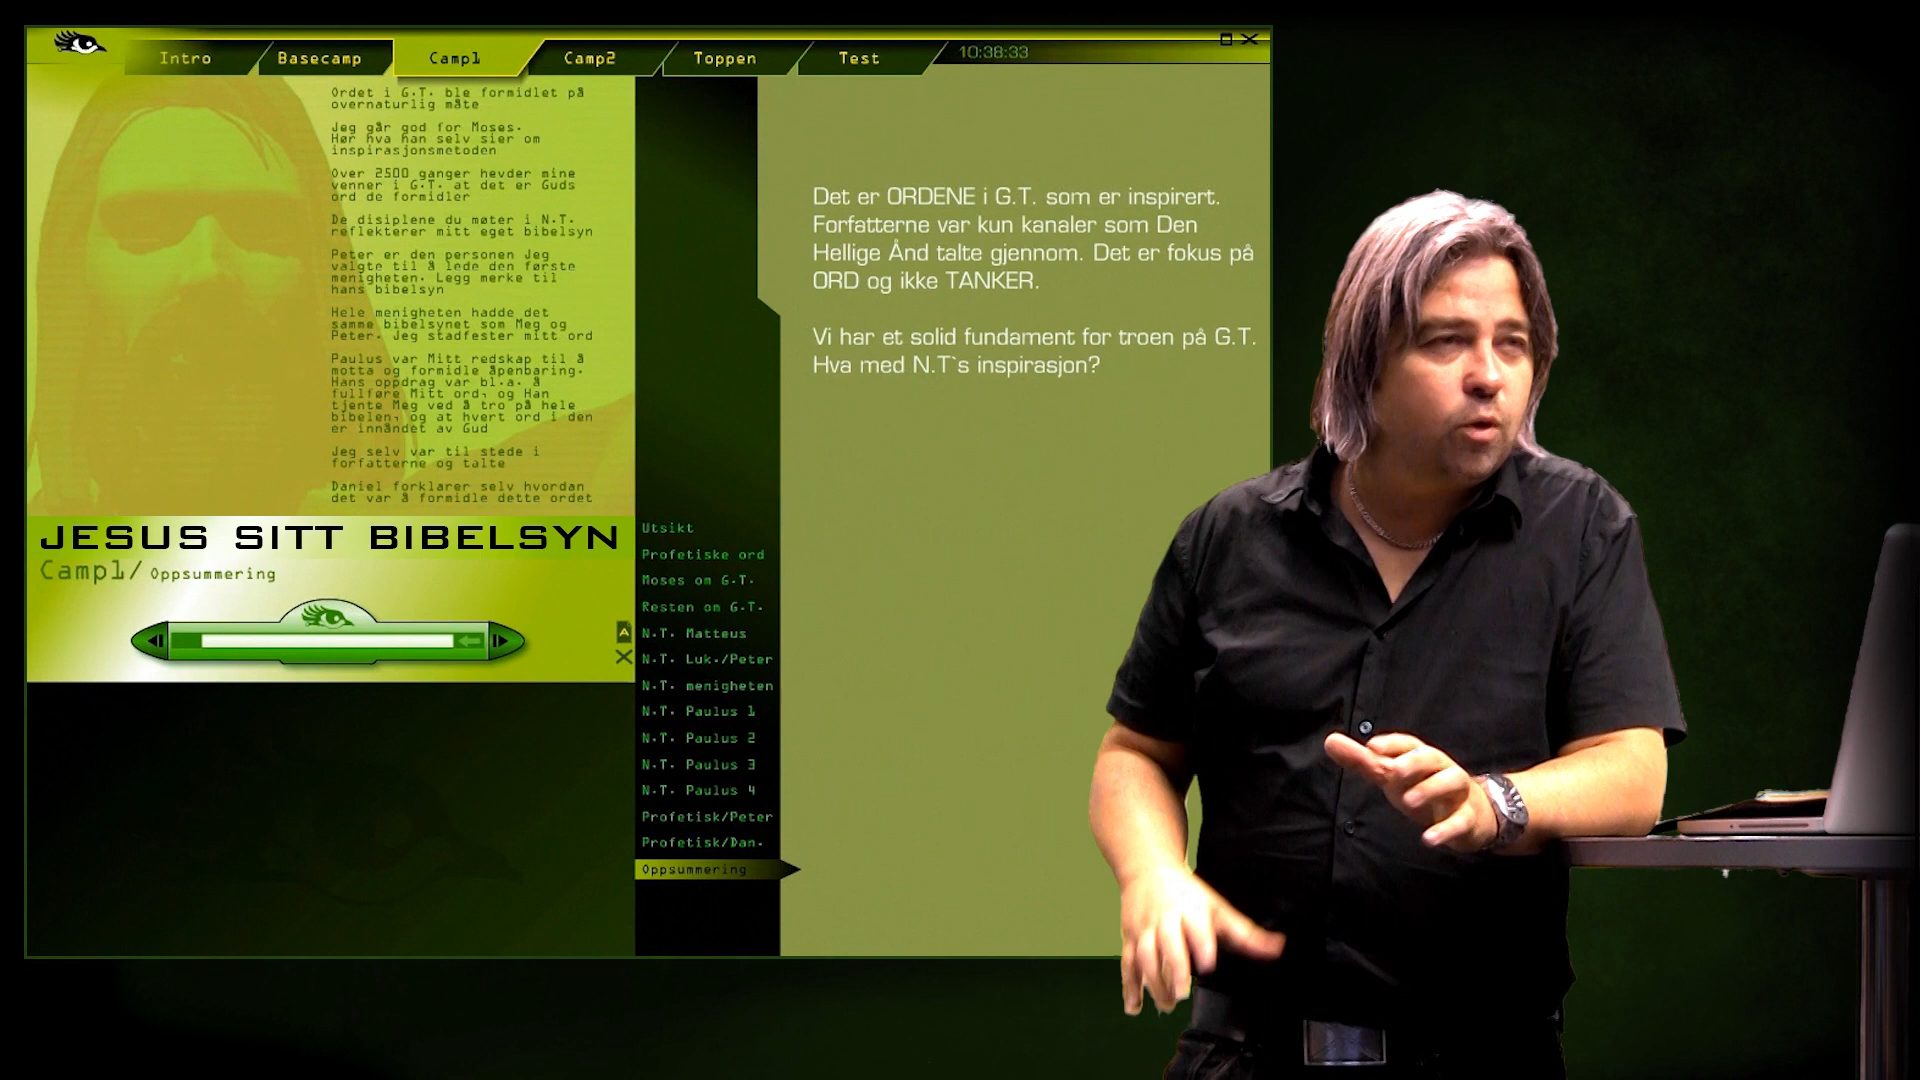 Intro
Basecamp
Camp1
Camp2
Toppen
Test
10:38:33
Ordet i G.T. ble formidlet på
overnaturlig måte
Jeg går god for Moses.
Hør hva han selv sier om
inspirasjonsmetoden
Over 2500 ganger hevder mine
venner i G.T. at det er Guds
ord de formidler
De disiplene du møter i N.T.
reflekterer mitt eget bibelsyn
Peter er den personen Jeg
valgte til å lede den første
menigheten. Legg merke til
hans bibelsyn
Hele menigheten hadde det
samme bibelsynet som Meg og
Peter. Jeg stadfester mitt ord
Paulus var Mitt redskap til å
motta og formidle åpenbaring.
Hans oppdrag var bl.a. å
fullføre Mitt ord, og Han
tjente Meg ved å tro på hele
bibelen, og at hvert ord i den
er innåndet av Gud
Jeg selv var til stede i
forfatterne og talte
Daniel forklarer selv hvordan
det var å formidle dette ordet
JESUS SITT BIBELSYN
Camp1/ Oppsummering
A
X
Utsikt
Profetiske ord
Moses om G.T.
Resten om G.T.
N.T. Matteus
N.T. Luk./Peter
N.T. menigheten
N.T. Paulus 1
N.T. Paulus 2
N.T. Paulus 3
N.T. Paulus 4
Profetisk/Peter
Profetisk/Dan.
Oppsummering
Det er ORDENE i G.T. som er inspirert.
Forfatterne var kun kanaler som Den
Hellige Ånd talte gjennom. Det er fokus på
ORD og ikke TANKER.
Vi har et solid fundament for troen på G.T.
Hva med N.T`s inspirasjon?